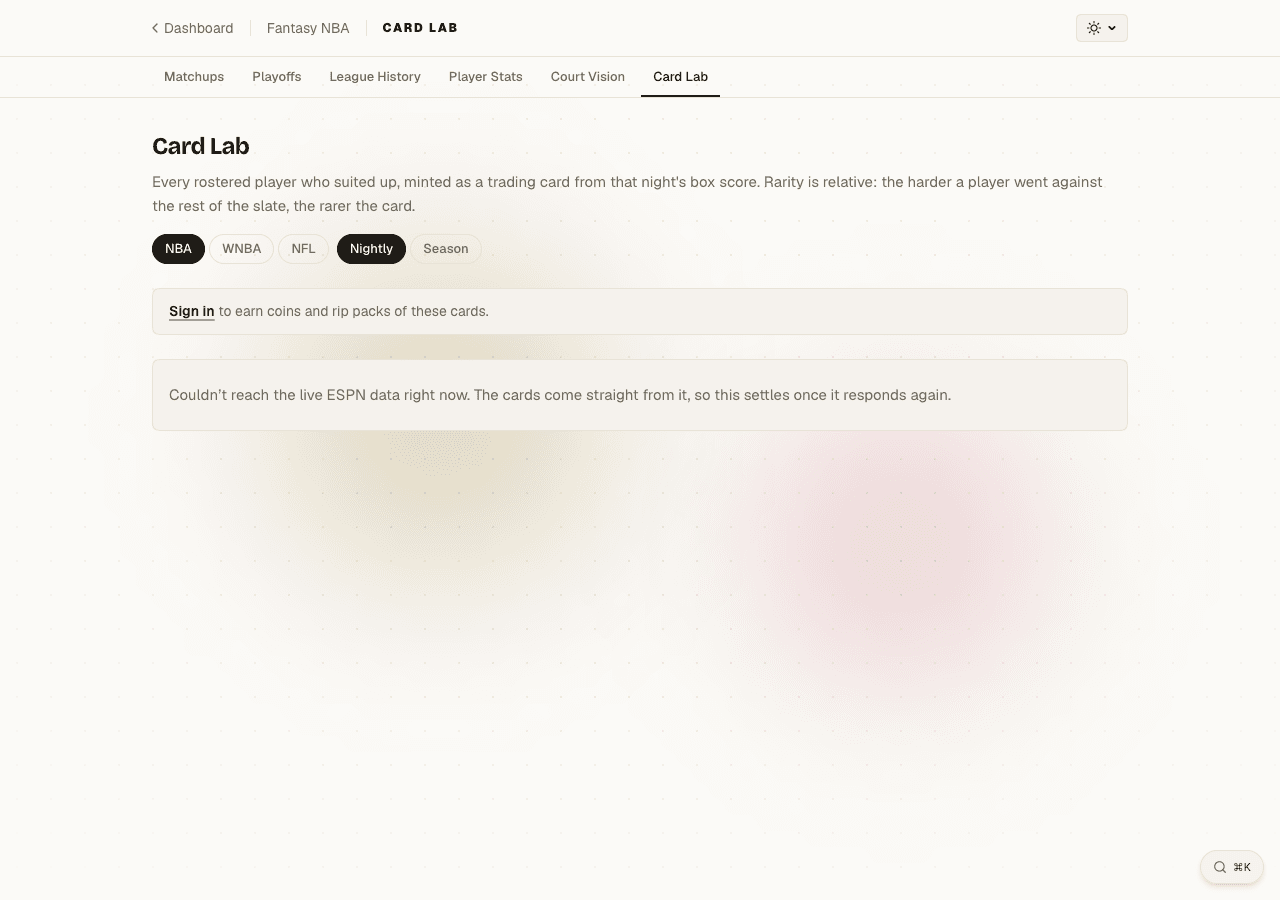 Dashboard Fantasy NBA CARD LAB
Matchups Playoffs League History Player Stats Court Vision Card Lab
Card Lab
Every rostered player who suited up, minted as a trading card from that night's box score. Rarity is relative: the harder a player went against
the rest of the slate, the rarer the card.
NBA WNBA NFL Nightly Season
Sign in to earn coins and rip packs of these cards.
Couldn’t reach the live ESPN data right now. The cards come straight from it, so this settles once it responds again.
⌘K